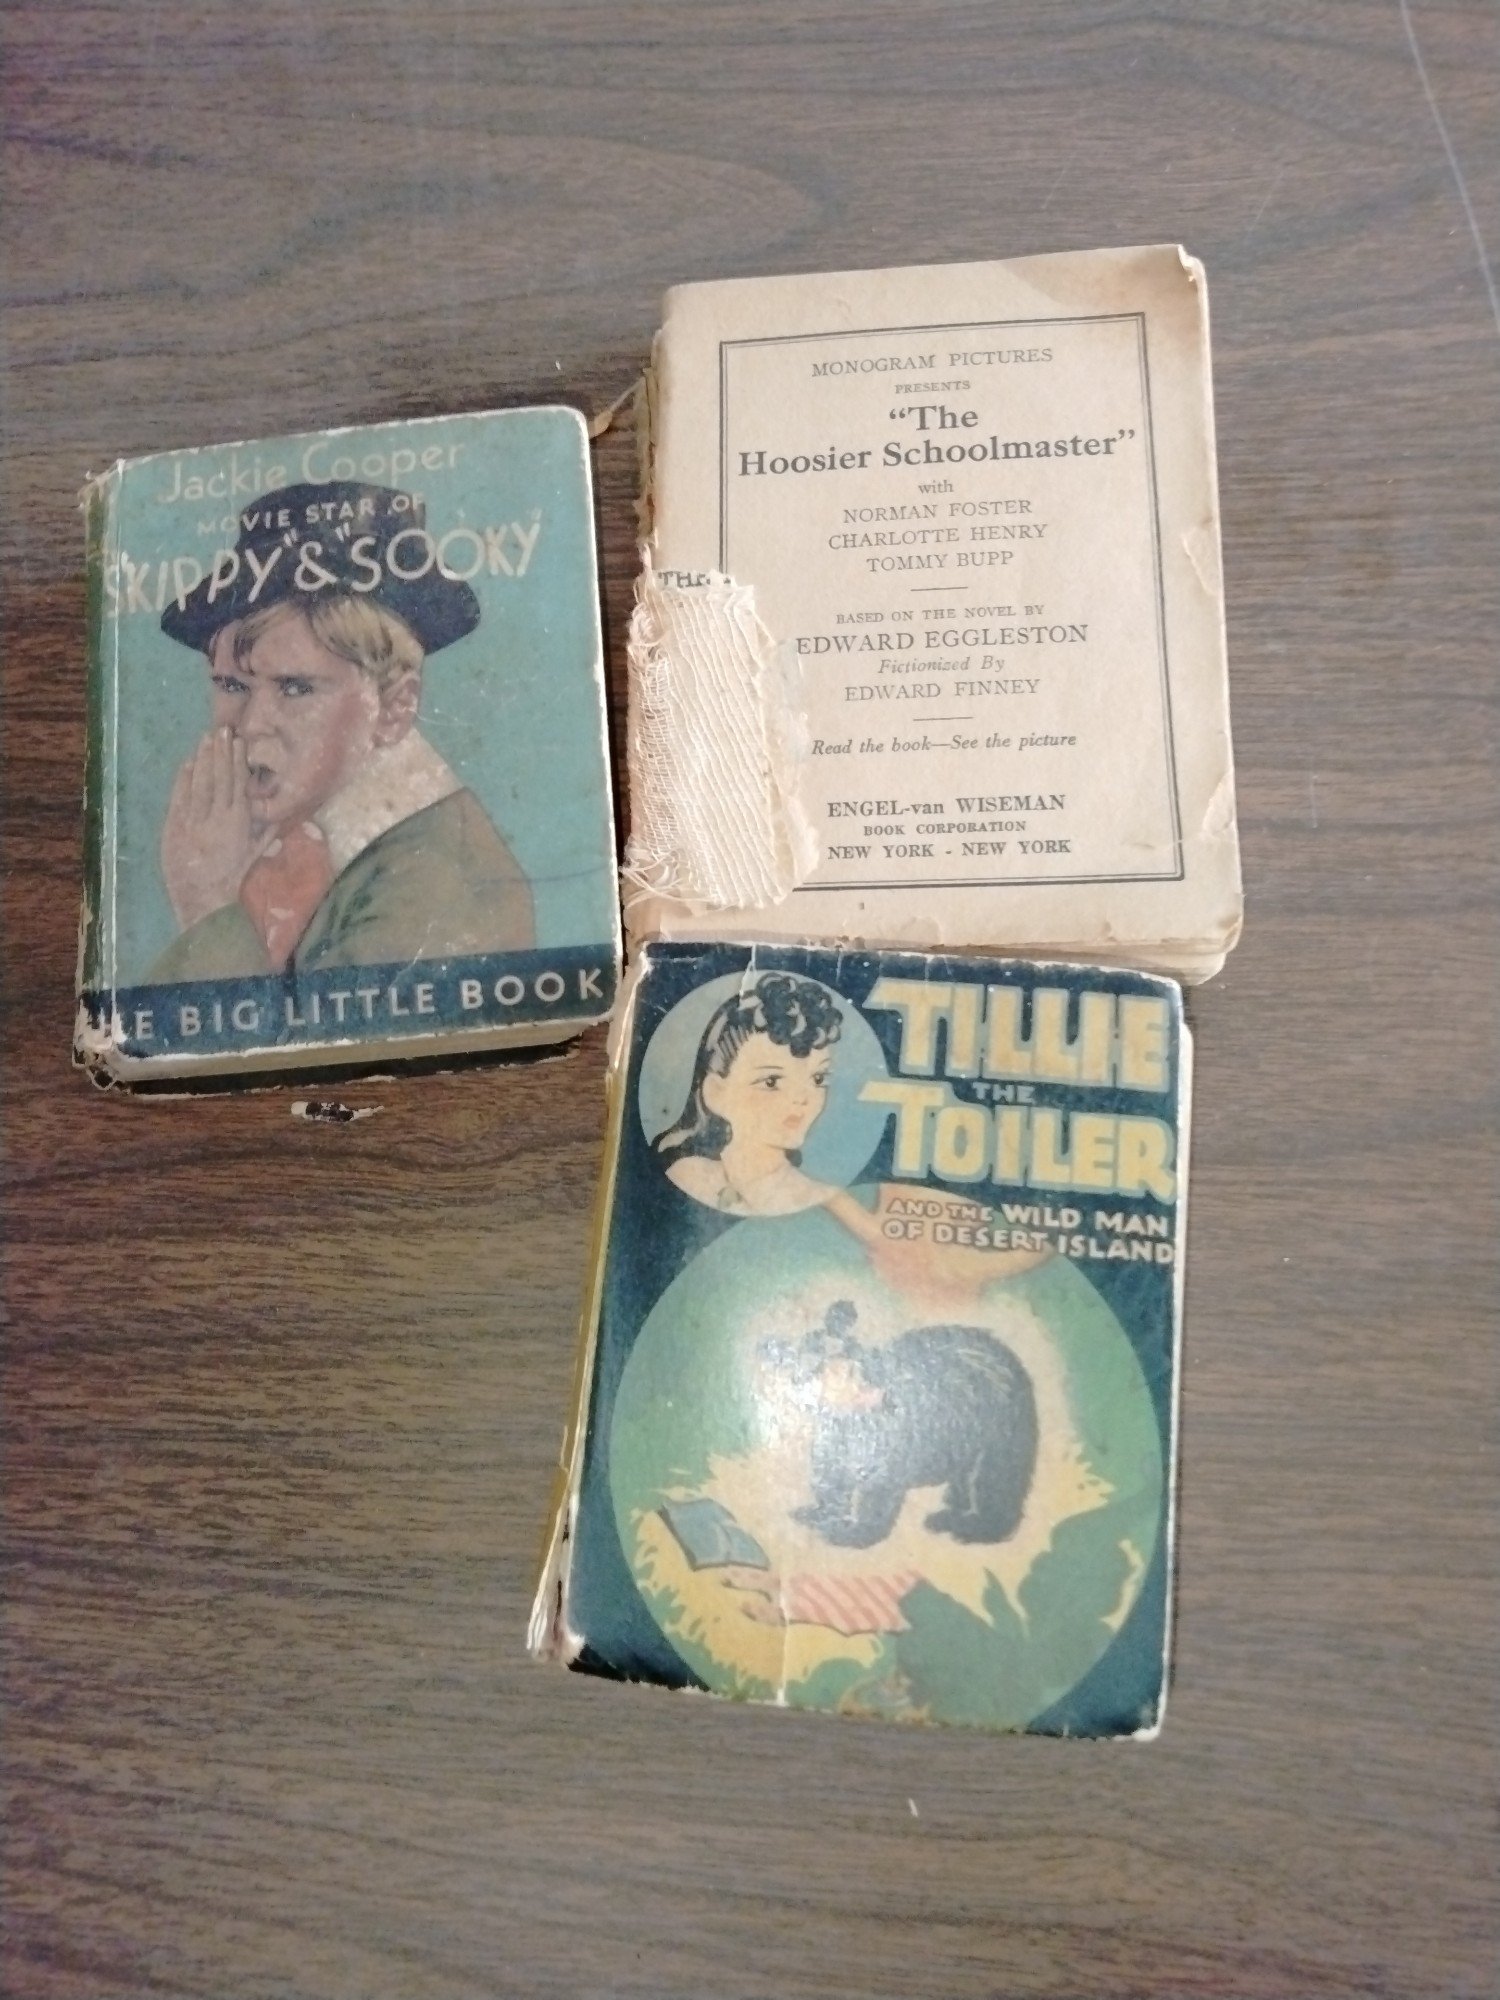 Jackie Cooper
MOVIE STAR OF
"SKIPPY" & "SOOKY"
THE BIG LITTLE BOOK
MONOGRAM PICTURES
PRESENTS
"The
Hoosier Schoolmaster"
with
NORMAN FOSTER
CHARLOTTE HENRY
TOMMY BUPP
BASED ON THE NOVEL BY
EDWARD EGGLESTON
Fictionized By
EDWARD FINNEY
Read the book—See the picture
ENGEL-van WISEMAN
BOOK CORPORATION
NEW YORK - NEW YORK
TILLIE
THE
TOILER
AND THE WILD MAN
OF DESERT ISLAND